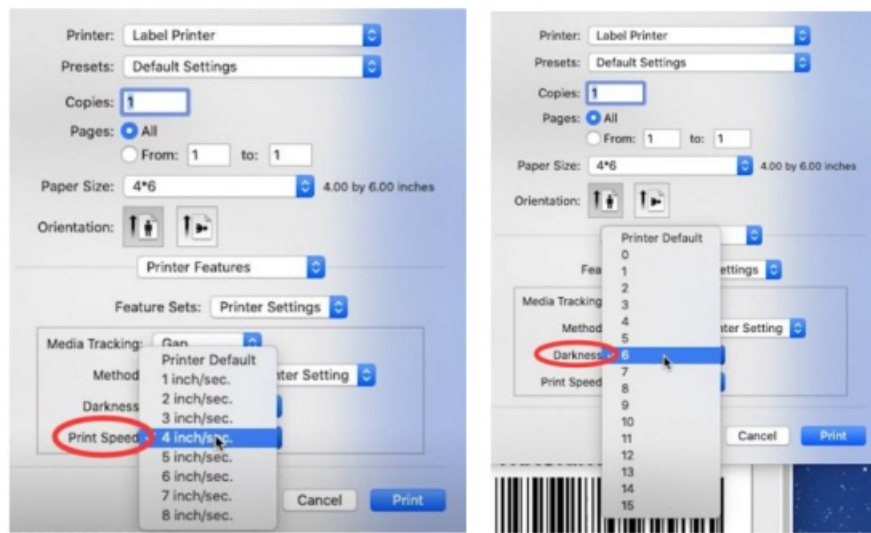 Printer: Label Printer
Presets: Default Settings
Copies: 1
Pages: All
From: 1 to: 1
Paper Size: 4*6 4.00 by 6.00 inches
Orientation:
Printer Features
Feature Sets: Printer Settings
Media Tracking: Gap
Printer Default
1 inch/sec.
Method nter Setting
2 inch/sec.
Darkness
3 inch/sec.
Print Speed 4 inch/sec.
5 inch/sec.
6 inch/sec.
7 inch/sec.
8 inch/sec.
Cancel Print
Printer: Label Printer
Presets: Default Settings
Copies: 1
Pages: All
From: 1 to: 1
Paper Size: 4*6 4.00 by 6.00 inches
Orientation:
Printer Default
0
Fea ettings
1
2
Media Tracking
3
4
Method nter Setting
5
Darkness 6
7
Print Speed
8
9
10
11
Cancel Print
12
13
14
15